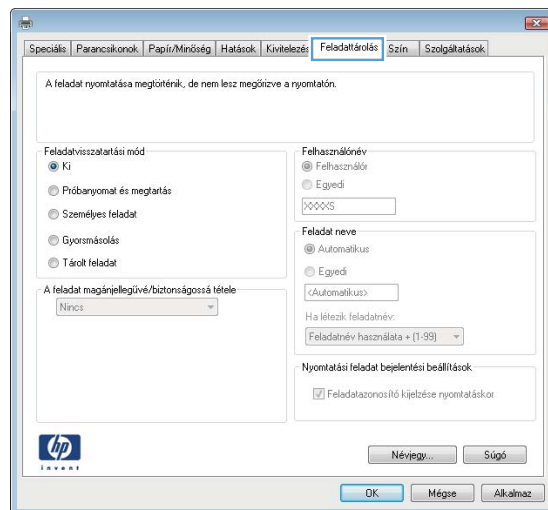 Speciális Parancsikonok Papír/Minőség Hatások Kivitelezés Feladattárolás Szín Szolgáltatások
A feladat nyomtatása megtörténik, de nem lesz megőrizve a nyomtatón.
Feladatvisszatartási mód
Ki
Próbanyomat és megtartás
Személyes feladat
Gyorsmásolás
Tárolt feladat
A feladat magánjellegűvé/biztonságossá tétele
Nincs
Felhasználónév
Felhasználór
Egyedi
XXXXS
Feladat neve
Automatikus
Egyedi
<Automatikus>
Ha létezik feladatnév:
Feladatnév használata + (1-99)
Nyomtatási feladat bejelentési beállítások
Feladatazonosító kijelzése nyomtatáskor
hp
invent
Névjegy... Súgó
OK Mégse Alkalmaz